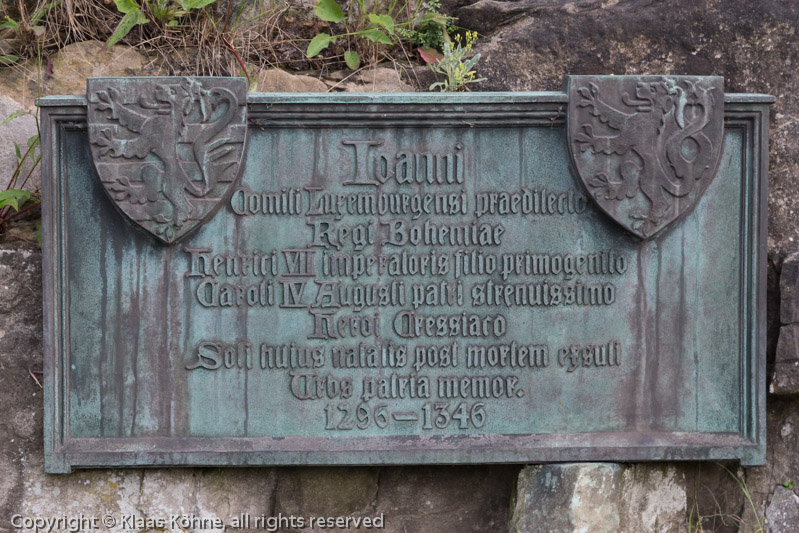 Ioanni
Comiti Luxemburgensi praedilecto
Regi Bohemiae
Henrici VII imperatoris filio primogenito
Caroli IV Augusti patri strenuissimo
Heroi Cressiaco
Soli huius natalis post mortem exsuli
Urbs patria memor.
1296–1346
Copyright © Klaas Köhne, all rights reserved